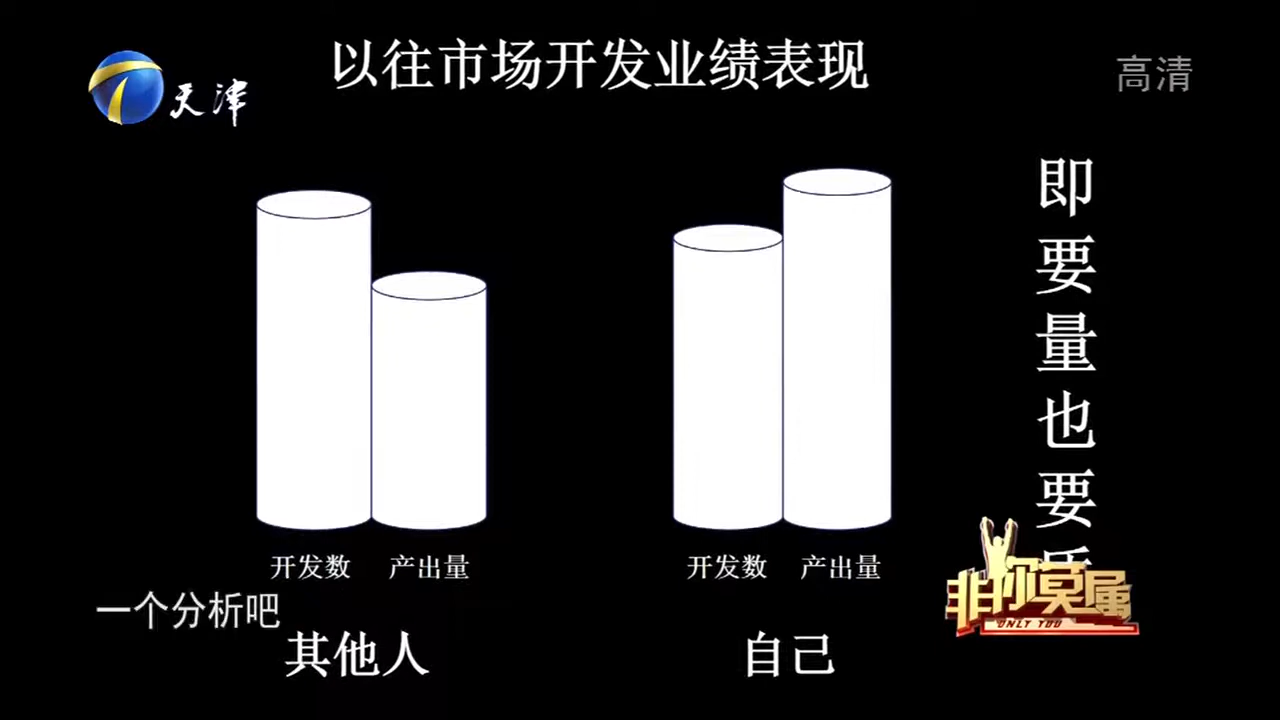 以往市场开发业绩表现
天津
高清
即要量也要质
开发数
产出量
开发数
产出量
一个分析吧
其他人
自己
非你莫属
ONLY YOU